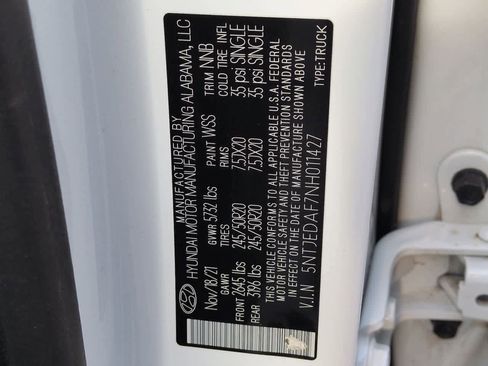 MANUFACTURED BY
HYUNDAI MOTOR MANUFACTURING ALABAMA, LLC
Nov/18/21 GVWR 5732 lbs PAINT WSS TRIM NNB
GAWR TIRES RIMS COLD TIRE INFL
FRONT 2645 lbs 245/50R20 7.5JX20 35 psi SINGLE
REAR 3196 lbs 245/50R20 7.5JX20 35 psi SINGLE
THIS VEHICLE CONFORMS TO ALL APPLICABLE U.S.A. FEDERAL
MOTOR VEHICLE SAFETY AND THEFT PREVENTION STANDARDS
IN EFFECT ON THE DATE OF MANUFACTURE SHOWN ABOVE
V.I.N 5NTJEDAF7NH011427 TYPE:TRUCK